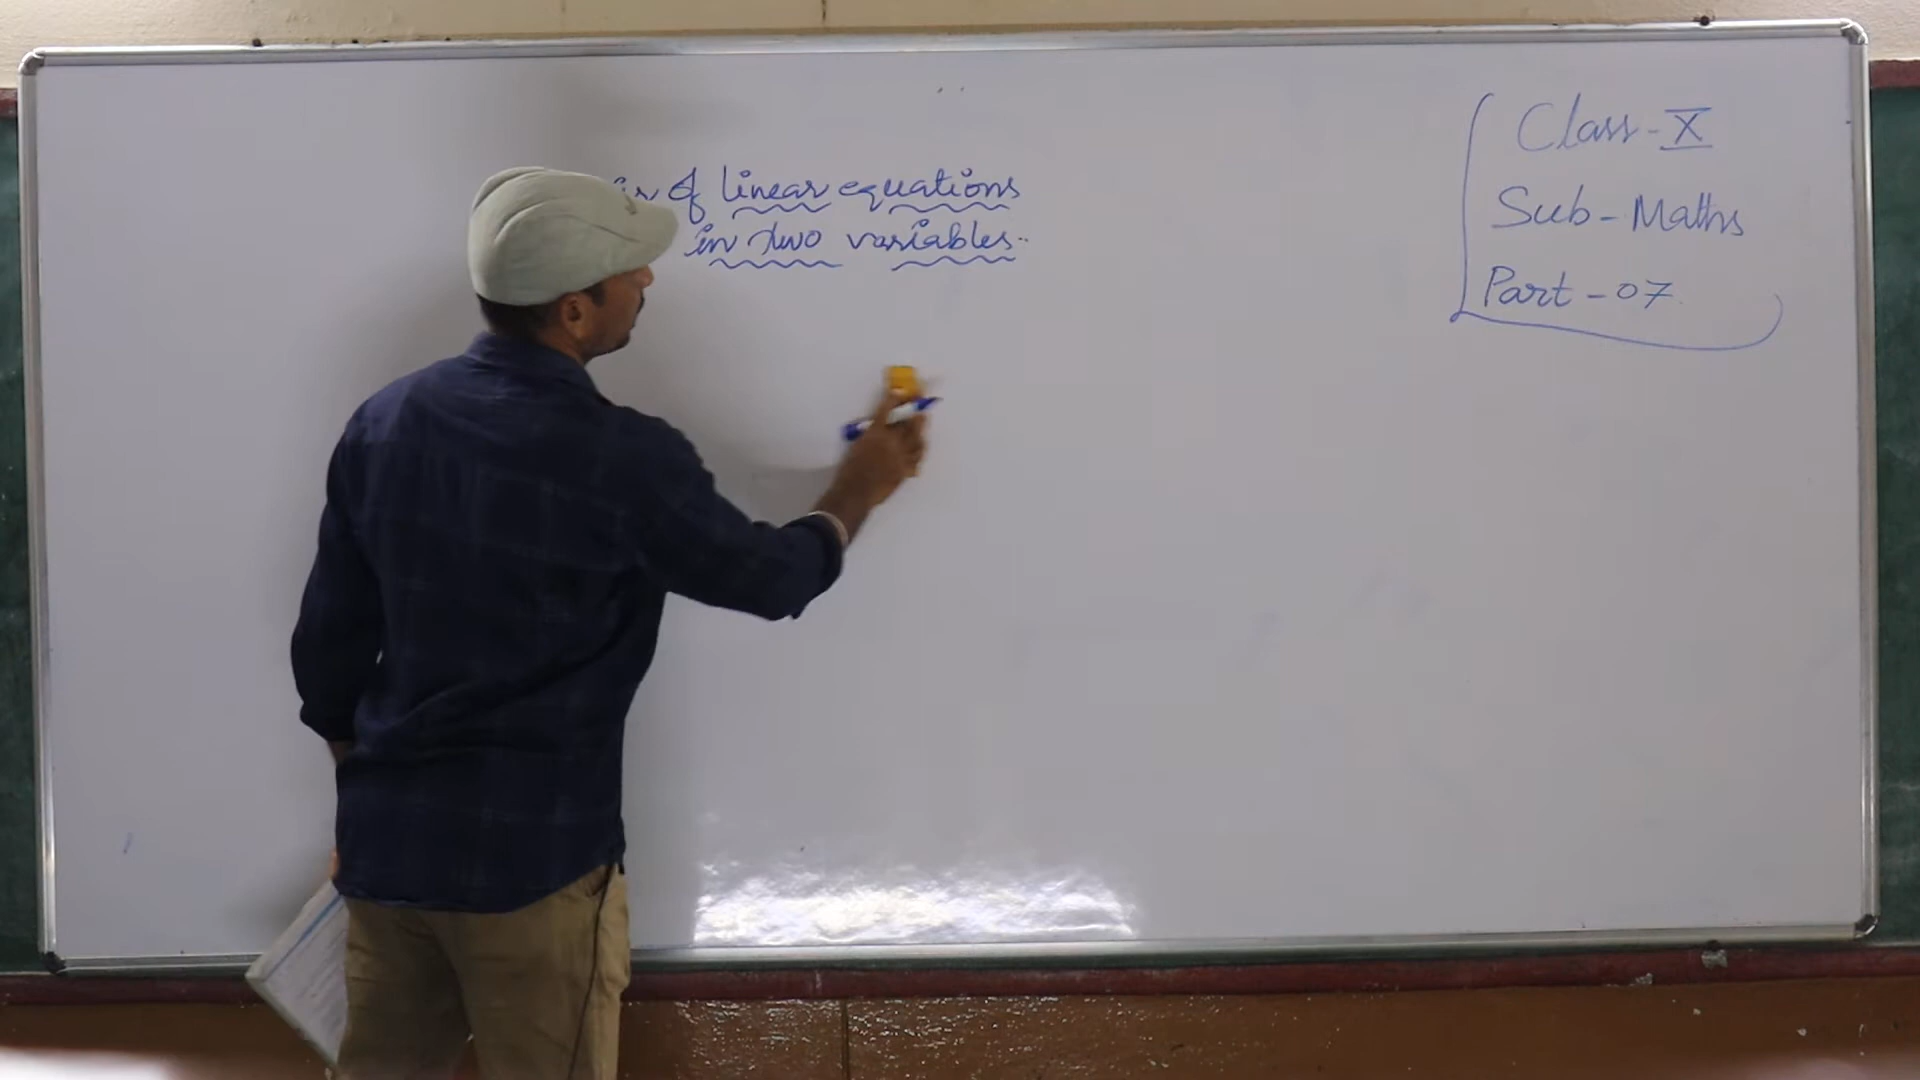 of linear equations
in two variables..
Class - X
Sub - Maths
Part - 07